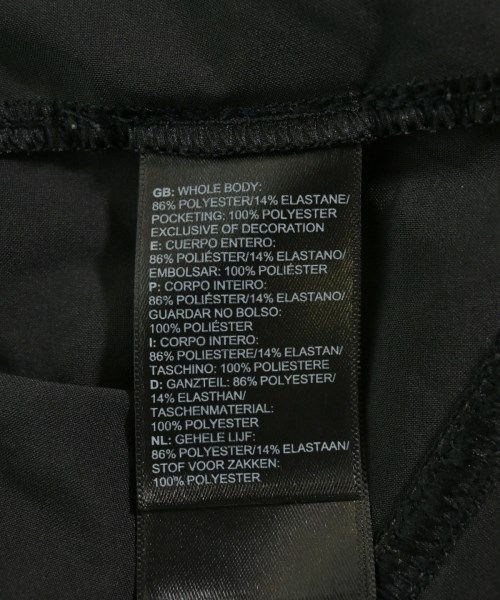 GB: WHOLE BODY:
86% POLYESTER/14% ELASTANE/
POCKETING: 100% POLYESTER
EXCLUSIVE OF DECORATION
E: CUERPO ENTERO:
86% POLIÉSTER/14% ELASTANO/
EMBOLSAR: 100% POLIÉSTER
P: CORPO INTEIRO:
86% POLIÉSTER/14% ELASTANO/
GUARDAR NO BOLSO:
100% POLIÉSTER
I: CORPO INTERO:
86% POLIESTERE/14% ELASTAN/
TASCHINO: 100% POLIESTERE
D: GANZTEIL: 86% POLYESTER/
14% ELASTHAN/
TASCHENMATERIAL:
100% POLYESTER
NL: GEHELE LIJF:
86% POLYESTER/14% ELASTAAN/
STOF VOOR ZAKKEN:
100% POLYESTER